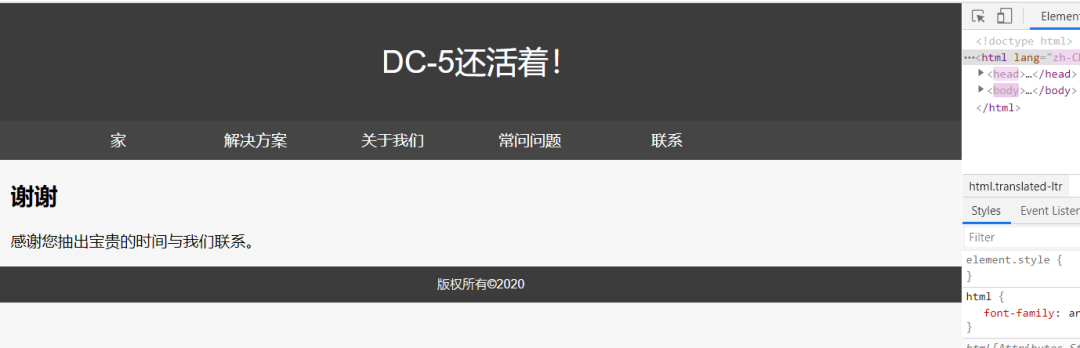 DC-5还活着！
家 解决方案 关于我们 常问问题 联系
谢谢
感谢您抽出宝贵的时间与我们联系。
版权所有©2020
Elemen
<!doctype html>
…<html lang="zh-C
<head>…</head>
<body>…</body>
</html>
html.translated-ltr
Styles Event Listen
Filter
element.style {
}
html {
font-family: ar
}